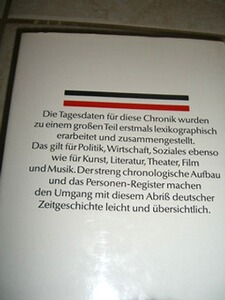 Die Tagesdaten für diese Chronik wurden
zu einem großen Teil erstmals lexikographisch
erarbeitet und zusammengestellt.
Das gilt für Politik, Wirtschaft, Soziales ebenso
wie für Kunst, Literatur, Theater, Film
und Musik. Der streng chronologische Aufbau
und das Personen-Register machen
den Umgang mit diesem Abriß deutscher
Zeitgeschichte leicht und übersichtlich.